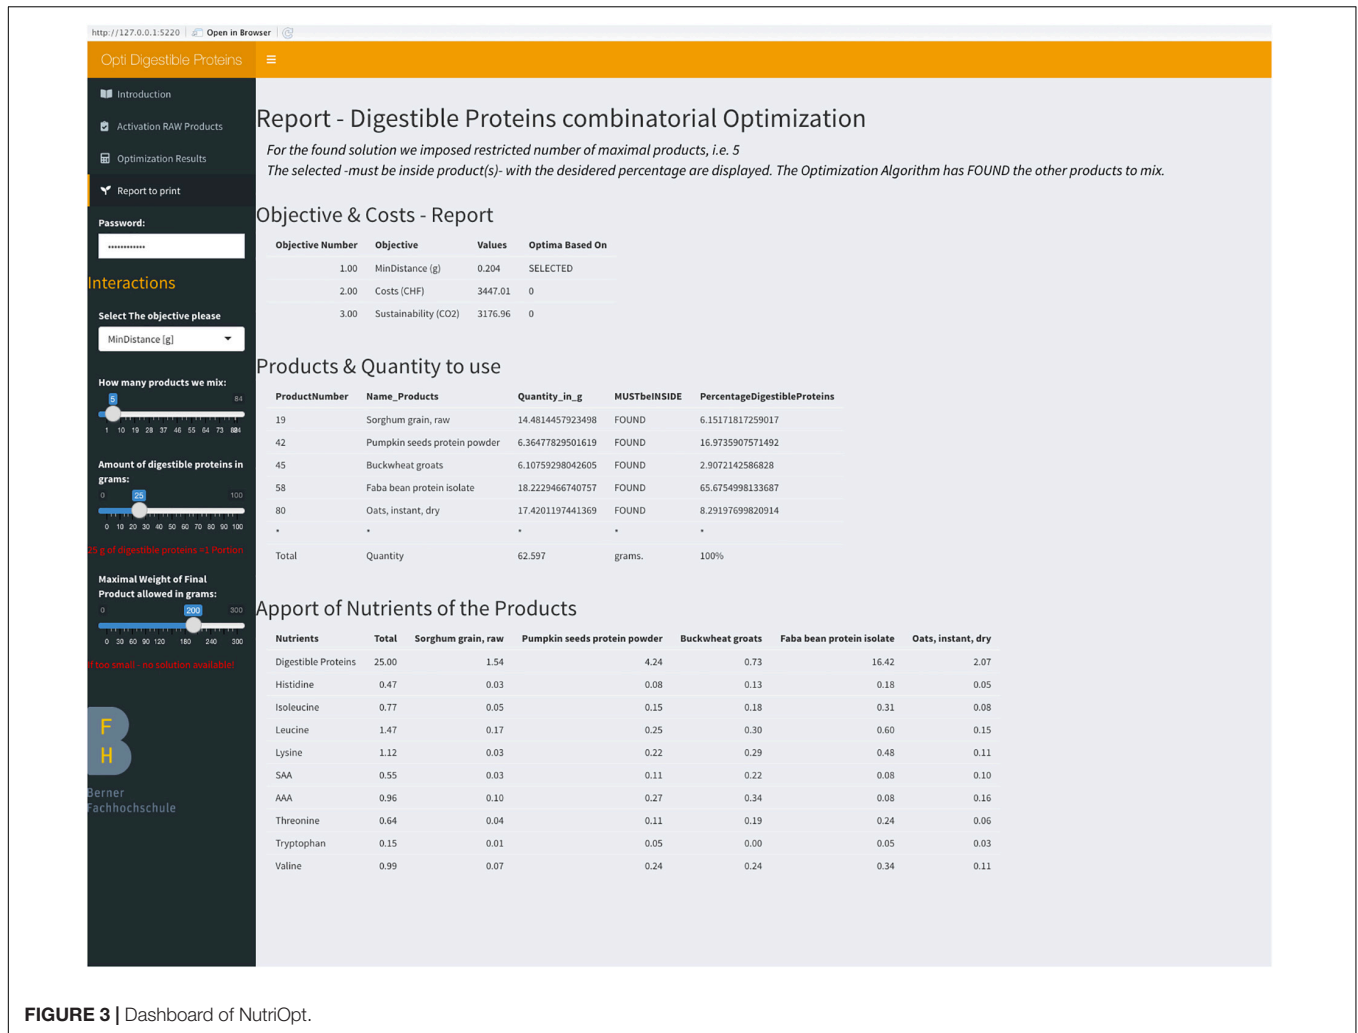 http://127.0.0.1:5220 Open in Browser
Opti Digestible Proteins
Introduction
Activation RAW Products
Optimization Results
Report to print
Password:
••••••••••••
Interactions
Select The objective please
MinDistance [g]
How many products we mix:
5 84
1 10 19 28 37 46 55 64 73 84
Amount of digestible proteins in
grams:
0 25 100
0 10 20 30 40 50 60 70 80 90 100
25 g of digestible proteins =1 Portion
Maximal Weight of Final
Product allowed in grams:
0 200 300
0 30 60 90 120 180 240 300
If too small - no solution available!
F
H
Berner
Fachhochschule
Report - Digestible Proteins combinatorial Optimization
For the found solution we imposed restricted number of maximal products, i.e. 5
The selected -must be inside product(s)- with the desidered percentage are displayed. The Optimization Algorithm has FOUND the other products to mix.
Objective & Costs - Report
Objective Number Objective Values Optima Based On
1.00 MinDistance (g) 0.204 SELECTED
2.00 Costs (CHF) 3447.01 0
3.00 Sustainability (CO2) 3176.96 0
Products & Quantity to use
ProductNumber Name_Products Quantity_in_g MUSTbeINSIDE PercentageDigestibleProteins
19 Sorghum grain, raw 14.4814457923498 FOUND 6.15171817259017
42 Pumpkin seeds protein powder 6.36477829501619 FOUND 16.9735907571492
45 Buckwheat groats 6.10759298042605 FOUND 2.9072142586828
58 Faba bean protein isolate 18.2229466740757 FOUND 65.6754998133687
80 Oats, instant, dry 17.4201197441369 FOUND 8.29197699820914
* * * * *
Total Quantity 62.597 grams. 100%
Apport of Nutrients of the Products
Nutrients Total Sorghum grain, raw Pumpkin seeds protein powder Buckwheat groats Faba bean protein isolate Oats, instant, dry
Digestible Proteins 25.00 1.54 4.24 0.73 16.42 2.07
Histidine 0.47 0.03 0.08 0.13 0.18 0.05
Isoleucine 0.77 0.05 0.15 0.18 0.31 0.08
Leucine 1.47 0.17 0.25 0.30 0.60 0.15
Lysine 1.12 0.03 0.22 0.29 0.48 0.11
SAA 0.55 0.03 0.11 0.22 0.08 0.10
AAA 0.96 0.10 0.27 0.34 0.08 0.16
Threonine 0.64 0.04 0.11 0.19 0.24 0.06
Tryptophan 0.15 0.01 0.05 0.00 0.05 0.03
Valine 0.99 0.07 0.24 0.24 0.34 0.11
FIGURE 3 | Dashboard of NutriOpt.